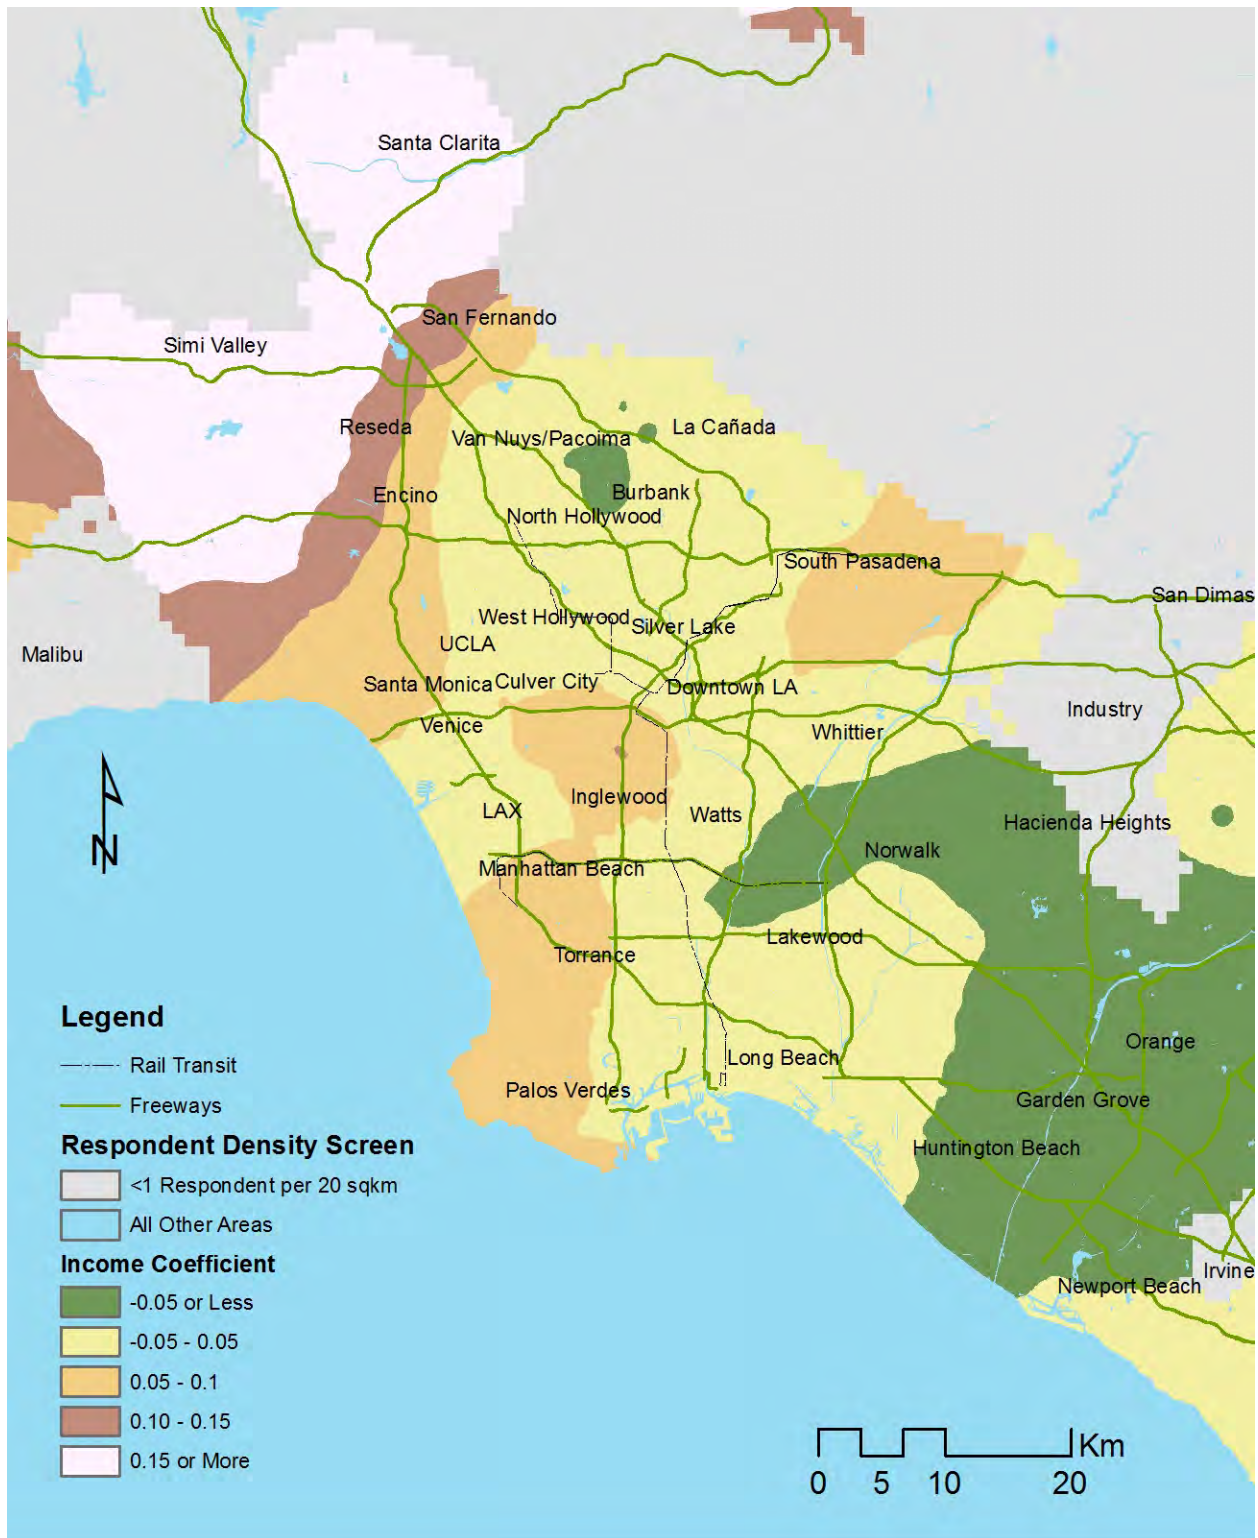 Santa Clarita
San Fernando
Simi Valley
Reseda
Van Nuys/Pacoima
La Cañada
Encino
Burbank
North Hollywood
South Pasadena
San Dimas
West Hollywood
Silver Lake
UCLA
Malibu
Santa Monica
Culver City
Downtown LA
Industry
Venice
Whittier
Inglewood
LAX
Watts
Hacienda Heights
N
Norwalk
Manhattan Beach
Lakewood
Torrance
Legend
Rail Transit
Freeways
Orange
Long Beach
Palos Verdes
Garden Grove
Huntington Beach
Respondent Density Screen
<1 Respondent per 20 sqkm
All Other Areas
Income Coefficient
-0.05 or Less
-0.05 - 0.05
0.05 - 0.1
0.10 - 0.15
0.15 or More
Irvine
Newport Beach
Km
0 5 10 20